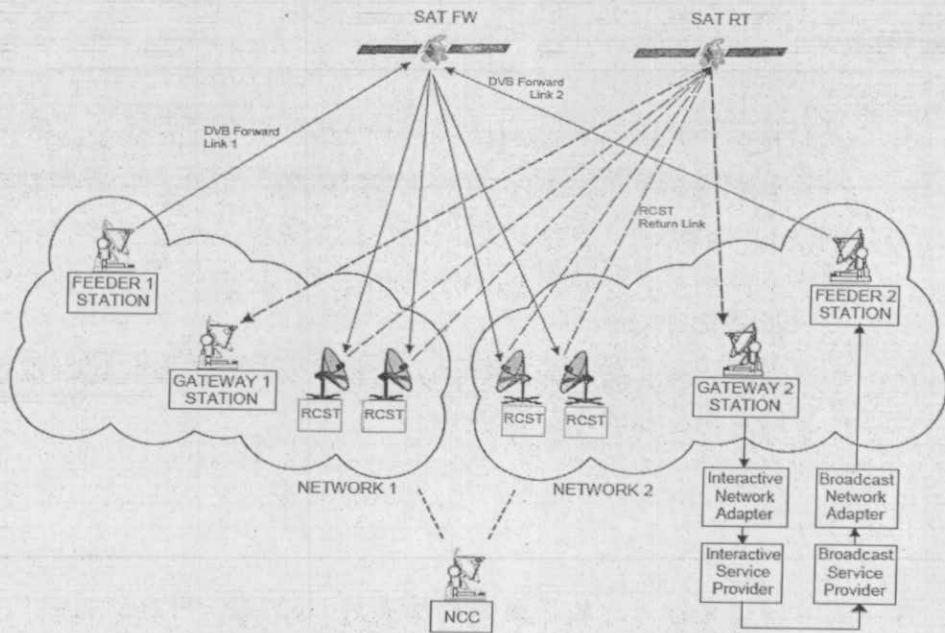 SAT FW
SAT RT
DVB Forward
Link 2
DVB Forward
Link 1
RCST
Return Link
FEEDER 1
STATION
FEEDER 2
STATION
GATEWAY 1
STATION
RCST
RCST
RCST
RCST
GATEWAY 2
STATION
NETWORK 1
NETWORK 2
Interactive
Network
Adapter
Broadcast
Network
Adapter
Interactive
Service
Provider
Broadcast
Service
Provider
NCC